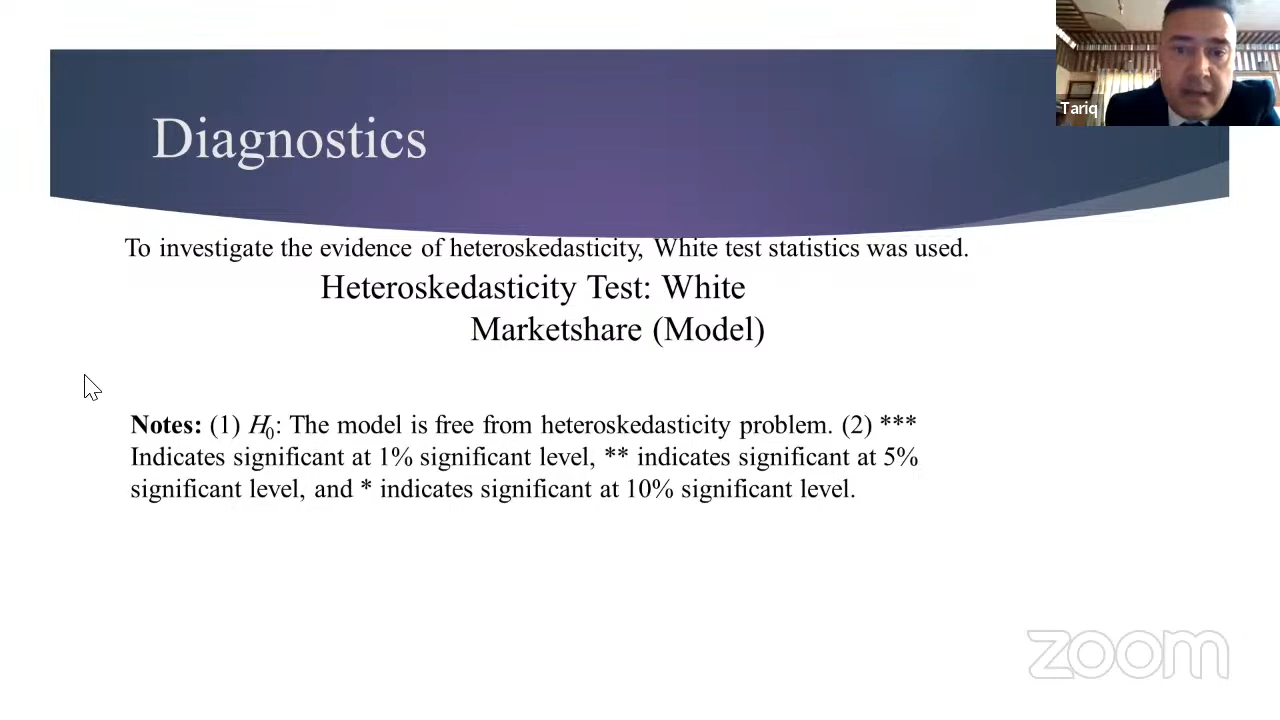 Tariq
Diagnostics
To investigate the evidence of heteroskedasticity, White test statistics was used.
Heteroskedasticity Test: White
Marketshare (Model)
Notes: (1) H0: The model is free from heteroskedasticity problem. (2) ***
Indicates significant at 1% significant level, ** indicates significant at 5%
significant level, and * indicates significant at 10% significant level.
zoom